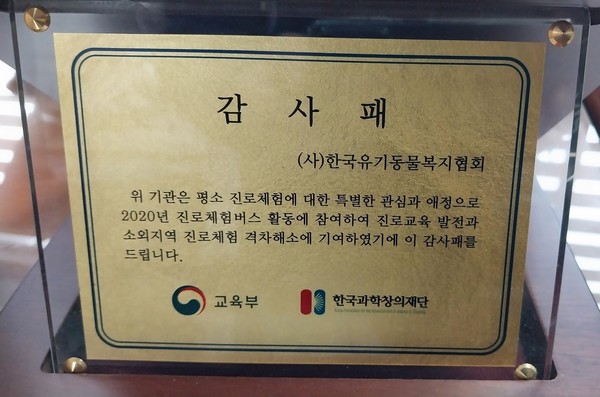 감 사 패
(사)한국유기동물복지협회
위 기관은 평소 진로체험에 대한 특별한 관심과 애정으로
2020년 진로체험버스 활동에 참여하여 진로교육 발전과
소외지역 진로체험 격차해소에 기여하였기에 이 감사패를
드립니다.
교육부 한국과학창의재단